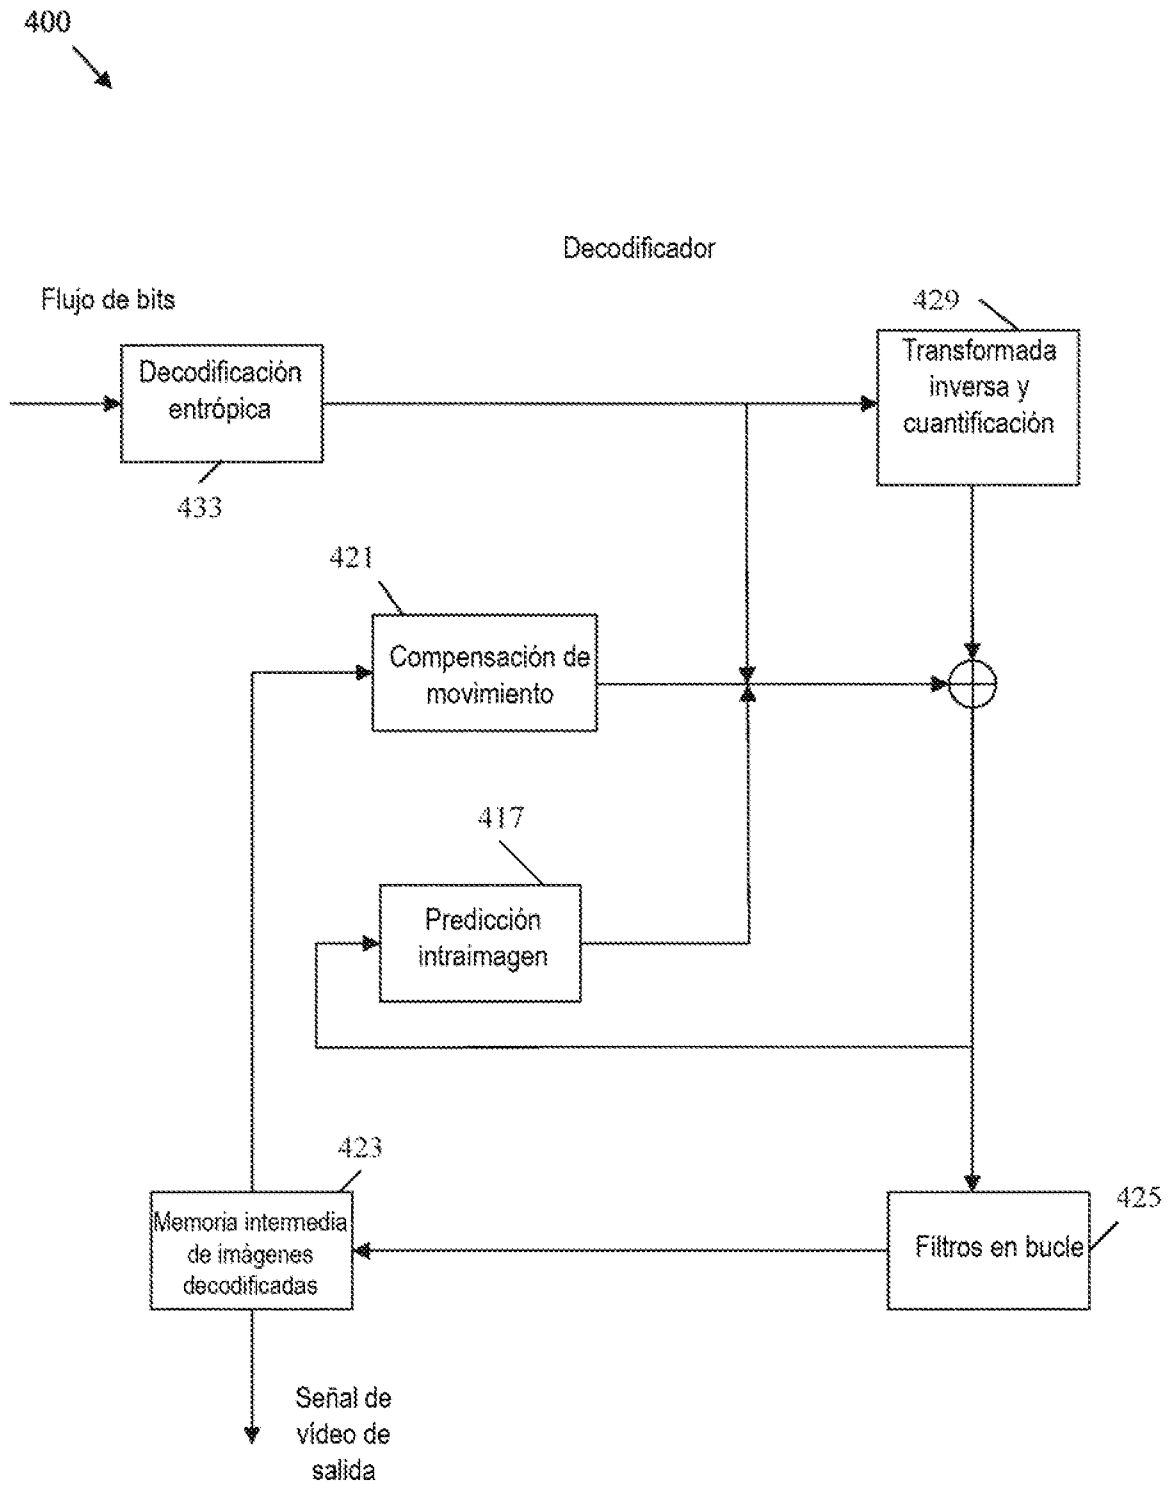 400
Decodificador
Flujo de bits
429
Decodificación
entrópica
Transformada
inversa y
cuantificación
433
421
Compensación de
movimiento
417
Predicción
intraimagen
423
425
Memoria intermedia
de imágenes
decodificadas
Filtros en bucle
Señal de
vídeo de
salida